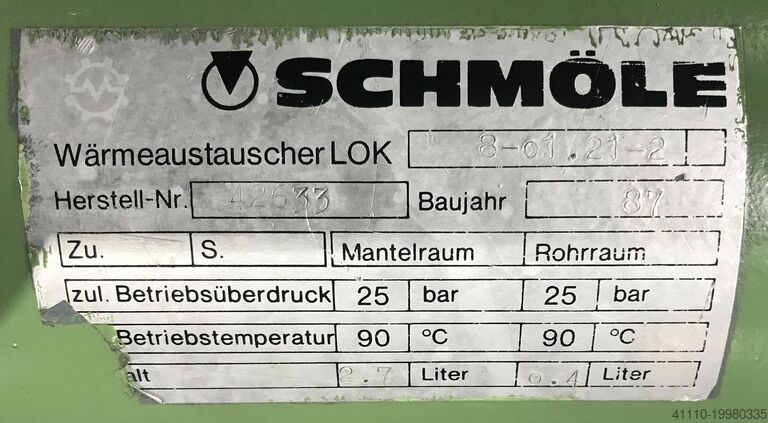 SCHMÖLE
Wärmeaustauscher LOK 8-01.21-2
Herstell-Nr. 42633 Baujahr 87
Zu. S. Mantelraum Rohrraum
zul. Betriebsüberdruck 25 bar 25 bar
Betriebstemperatur 90 °C 90 °C
alt 2.7 Liter 0.4 Liter
41110-19980335